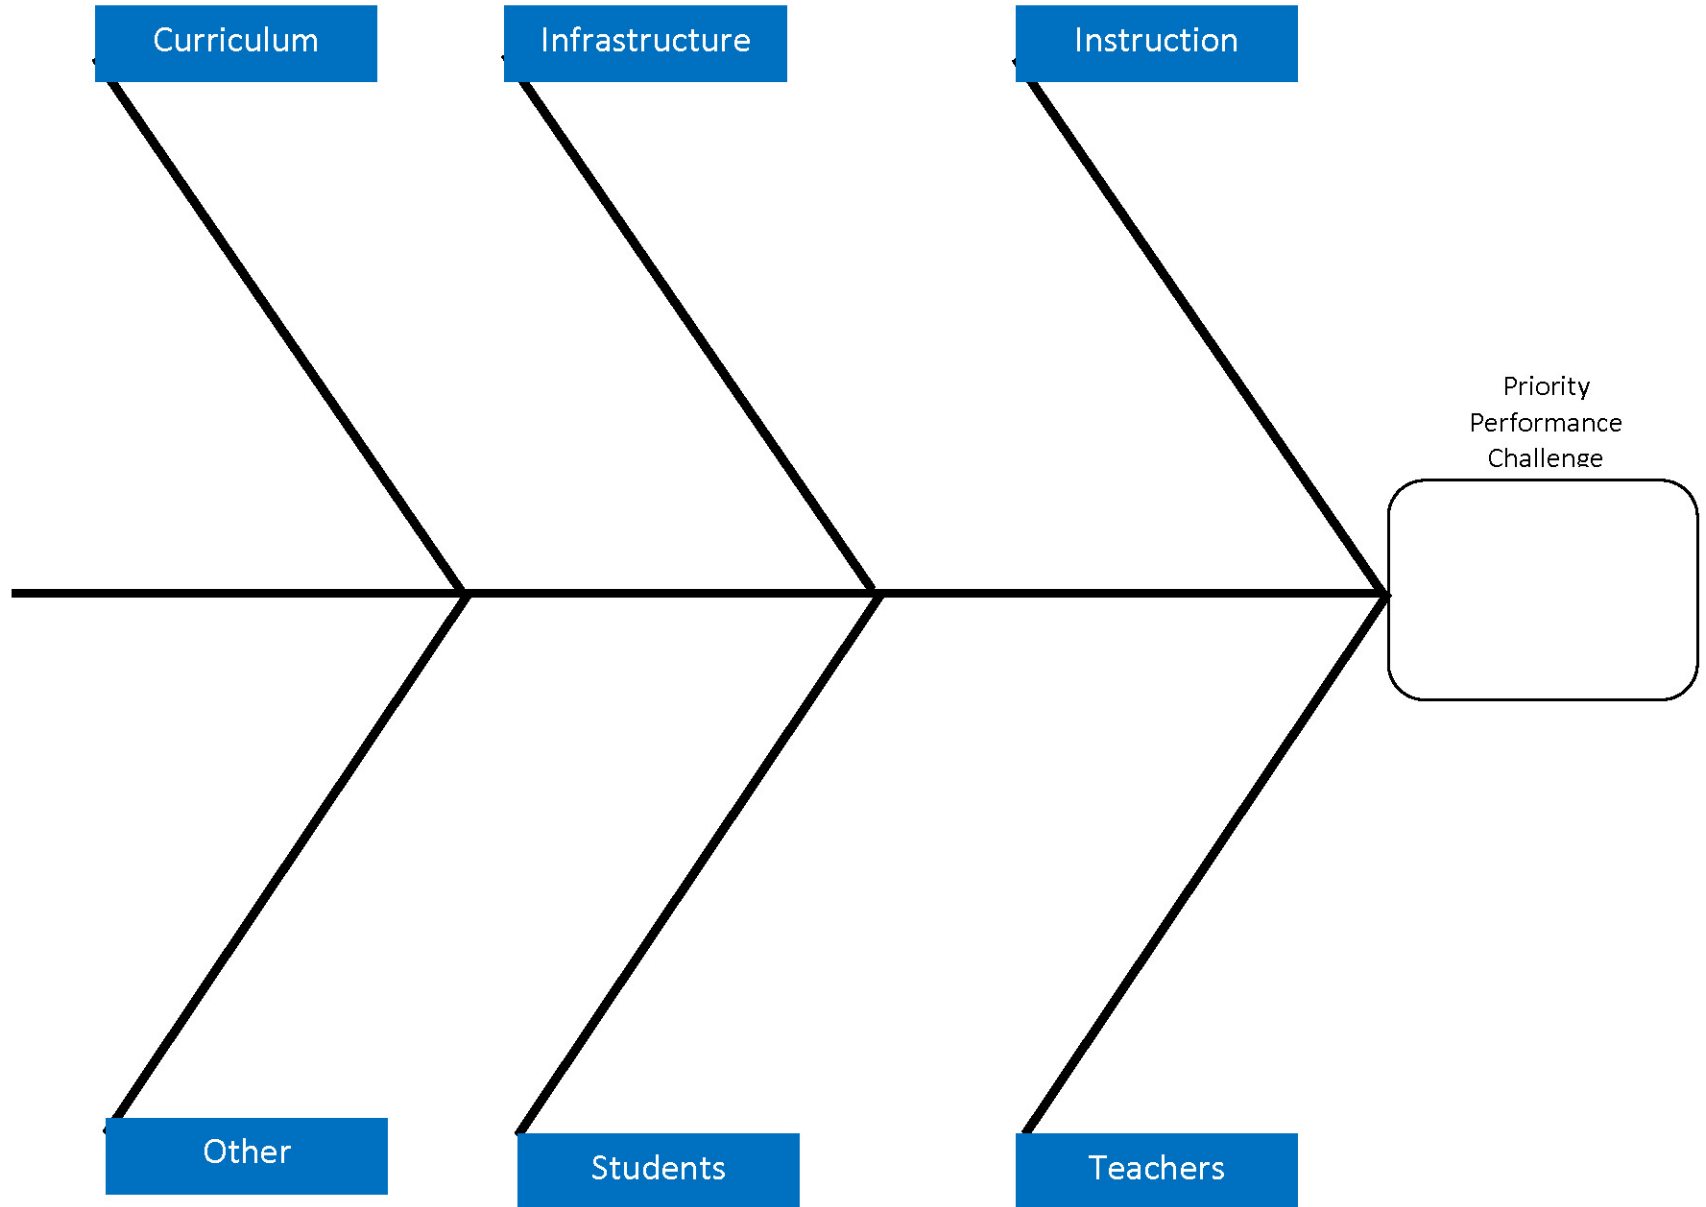 Curriculum
Infrastructure
Instruction
Priority
Performance
Challenge
Other
Students
Teachers